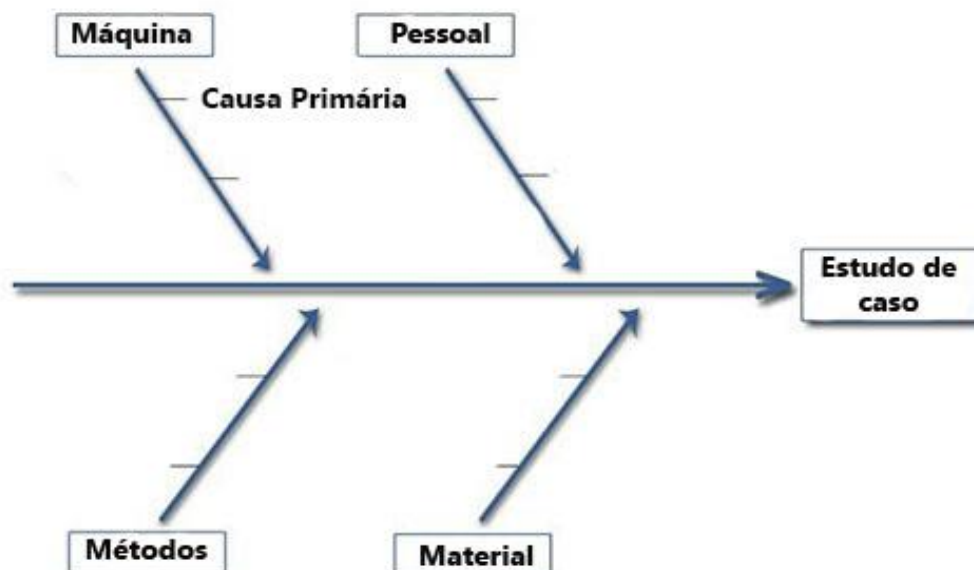 Máquina
Pessoal
Causa Primária
Estudo de
caso
Métodos
Material